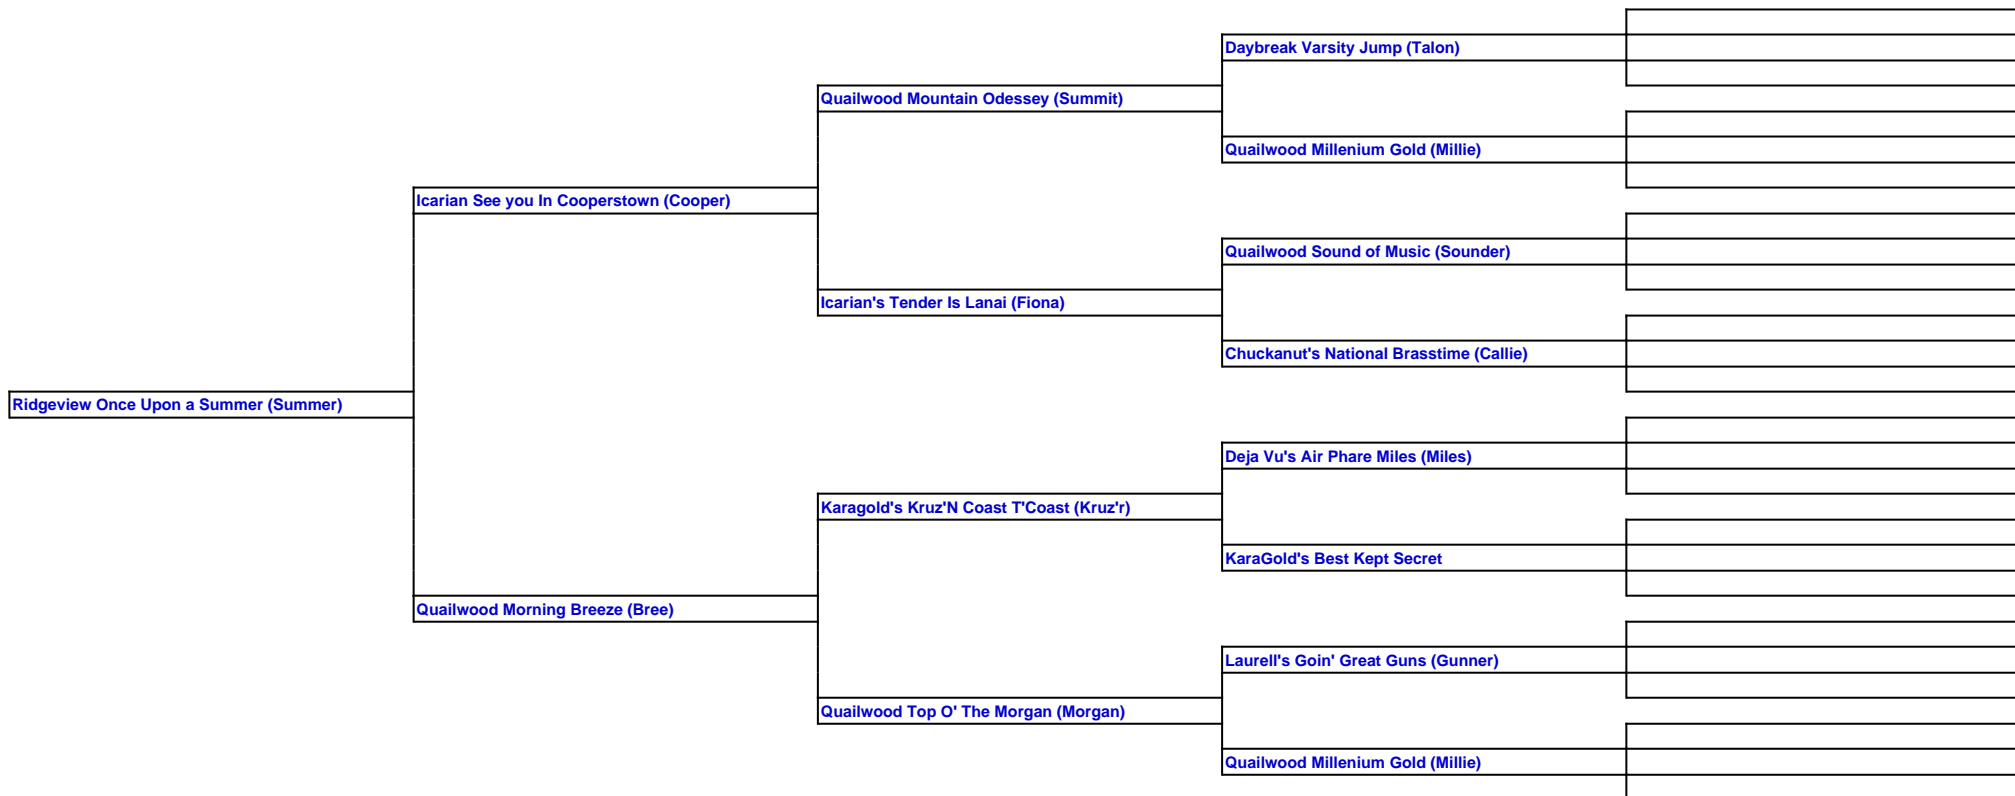 Daybreak Varsity Jump (Talon)
Quailwood Mountain Odessey (Summit)
Quailwood Millenium Gold (Millie)
Icarian See you In Cooperstown (Cooper)
Quailwood Sound of Music (Sounder)
Icarian's Tender Is Lanai (Fiona)
Chuckanut's National Brasstime (Callie)
Ridgeview Once Upon a Summer (Summer)
Deja Vu's Air Phare Miles (Miles)
Karagold's Kruz'N Coast T'Coast (Kruz'r)
KaraGold's Best Kept Secret
Quailwood Morning Breeze (Bree)
Laurell's Goin' Great Guns (Gunner)
Quailwood Top O' The Morgan (Morgan)
Quailwood Millenium Gold (Millie)